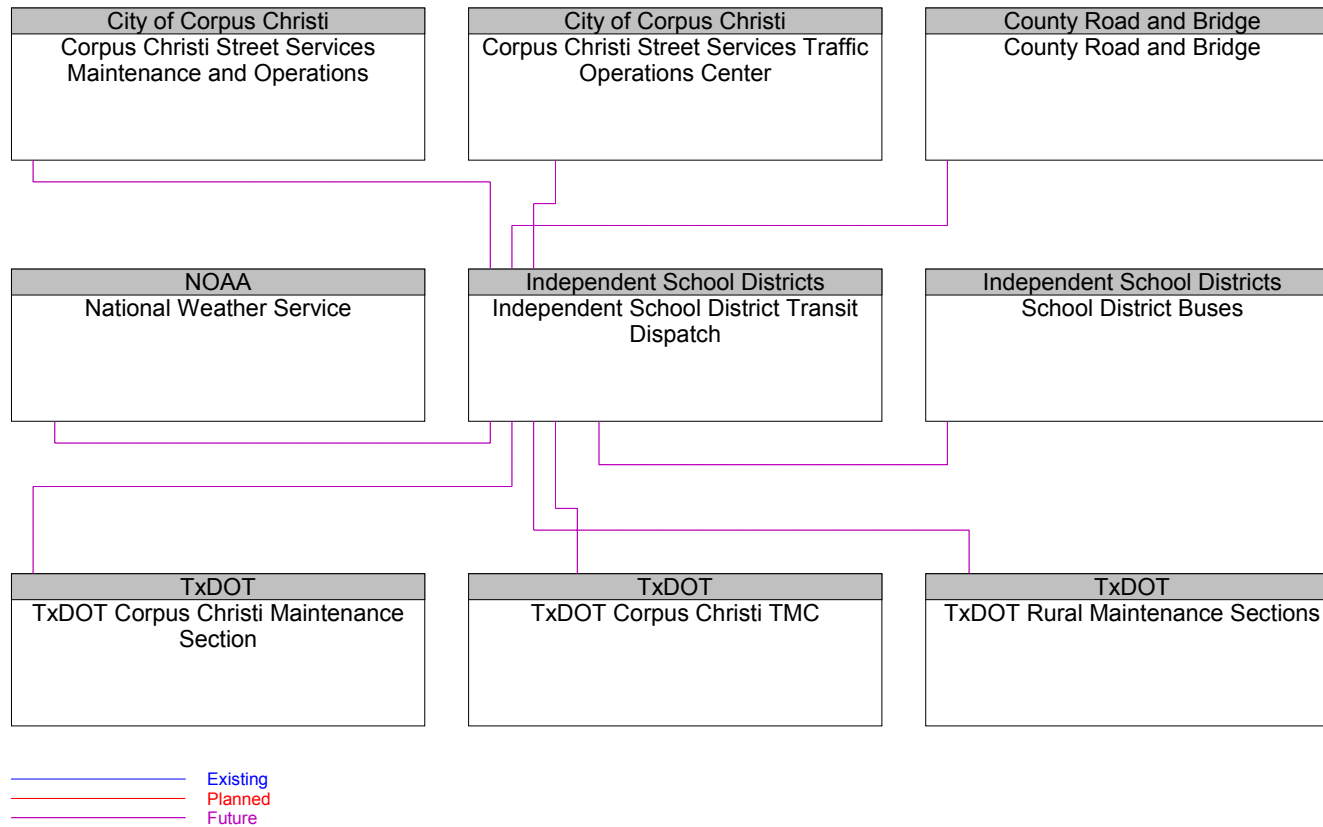 City of Corpus Christi
Corpus Christi Street Services
Maintenance and Operations
City of Corpus Christi
Corpus Christi Street Services Traffic
Operations Center
County Road and Bridge
County Road and Bridge
NOAA
National Weather Service
Independent School Districts
Independent School District Transit
Dispatch
Independent School Districts
School District Buses
TxDOT
TxDOT Corpus Christi Maintenance
Section
TxDOT
TxDOT Corpus Christi TMC
TxDOT
TxDOT Rural Maintenance Sections
Existing
Planned
Future